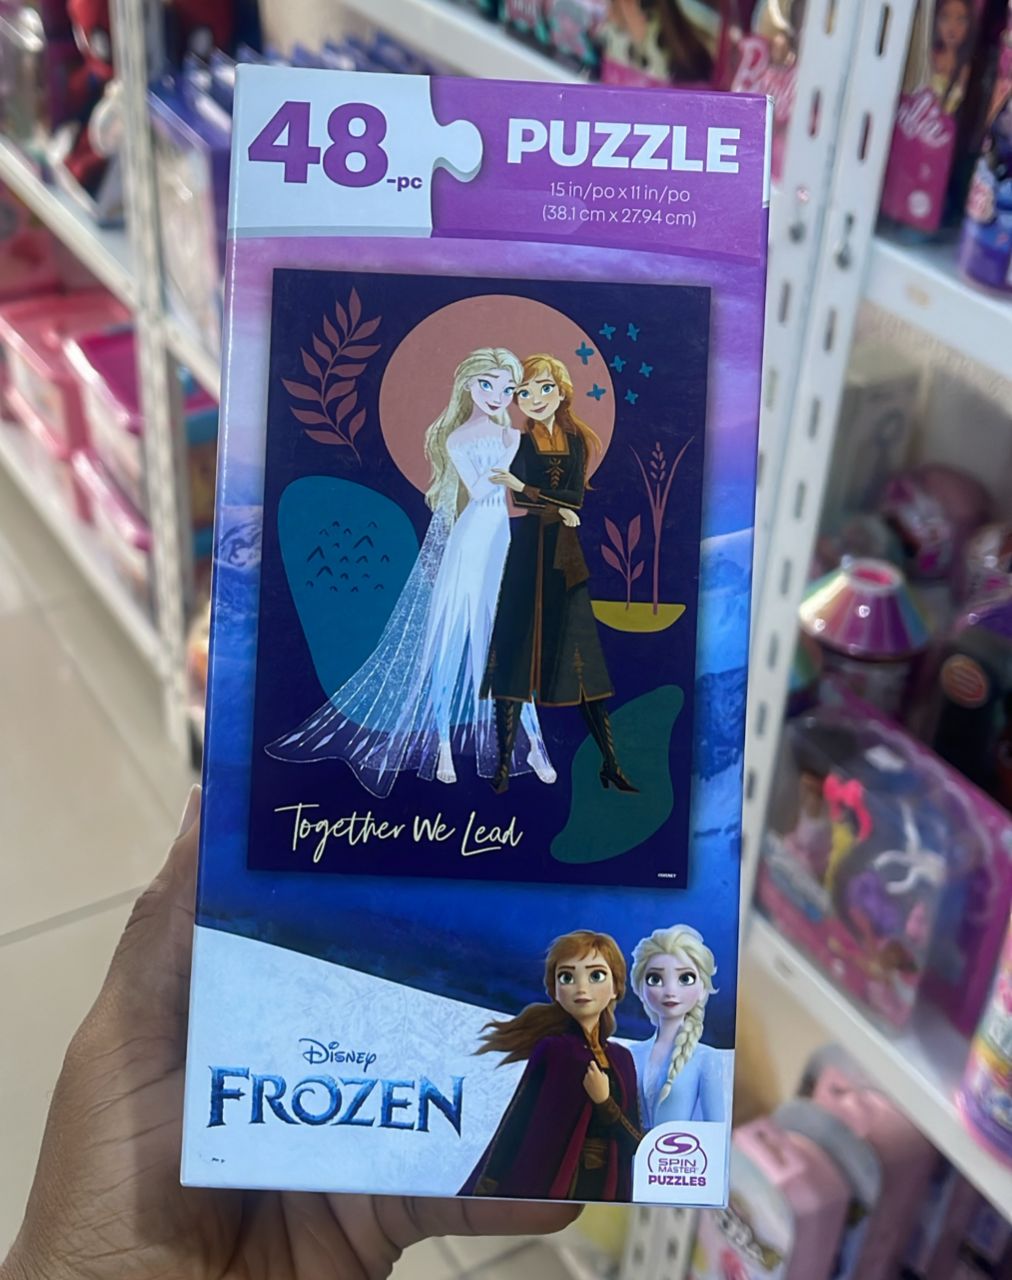 48-pc
PUZZLE
15 in/po x 11 in/po
(38.1 cm x 27.94 cm)
Together We Lead
©DISNEY
DISNEY
FROZEN
SPIN
MASTER
PUZZLES